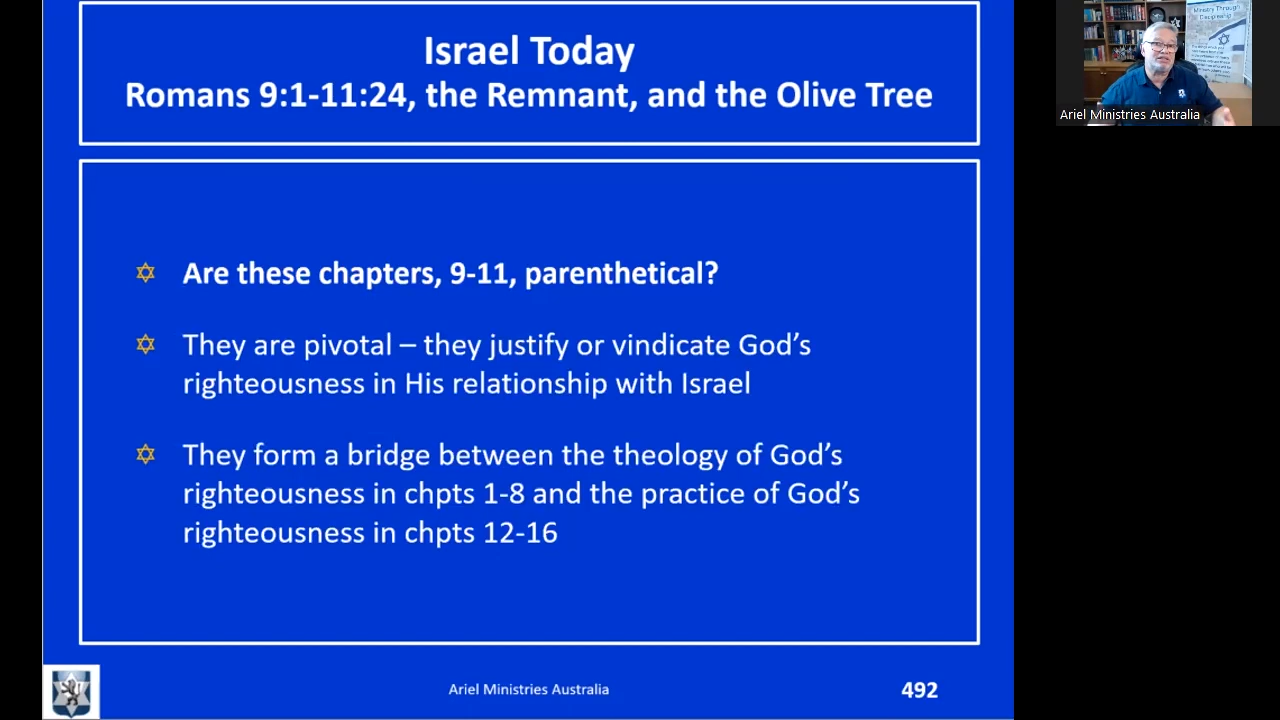 Israel Today
Romans 9:1-11:24, the Remnant, and the Olive Tree
Are these chapters, 9-11, parenthetical?
They are pivotal – they justify or vindicate God’s
righteousness in His relationship with Israel
They form a bridge between the theology of God’s
righteousness in chpts 1-8 and the practice of God’s
righteousness in chpts 12-16
Ariel Ministries Australia
492
Ministry Through
Discipleship
Ariel Ministries Australia